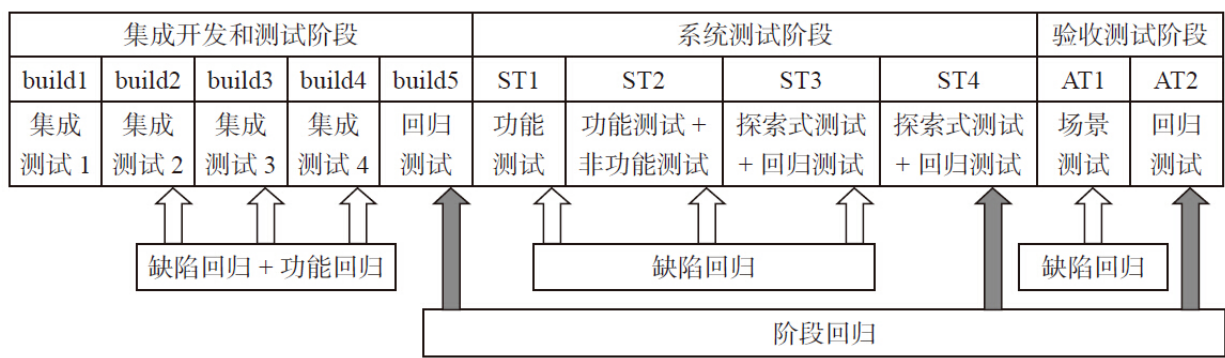 集成开发和测试阶段 系统测试阶段 验收测试阶段
build1 build2 build3 build4 build5 ST1 ST2 ST3 ST4 AT1 AT2
集成 集成 集成 集成 回归 功能 功能测试 + 探索式测试 探索式测试 场景 回归
测试 1 测试 2 测试 3 测试 4 测试 测试 非功能测试 + 回归测试 + 回归测试 测试 测试
缺陷回归 + 功能回归 缺陷回归 缺陷回归
阶段回归